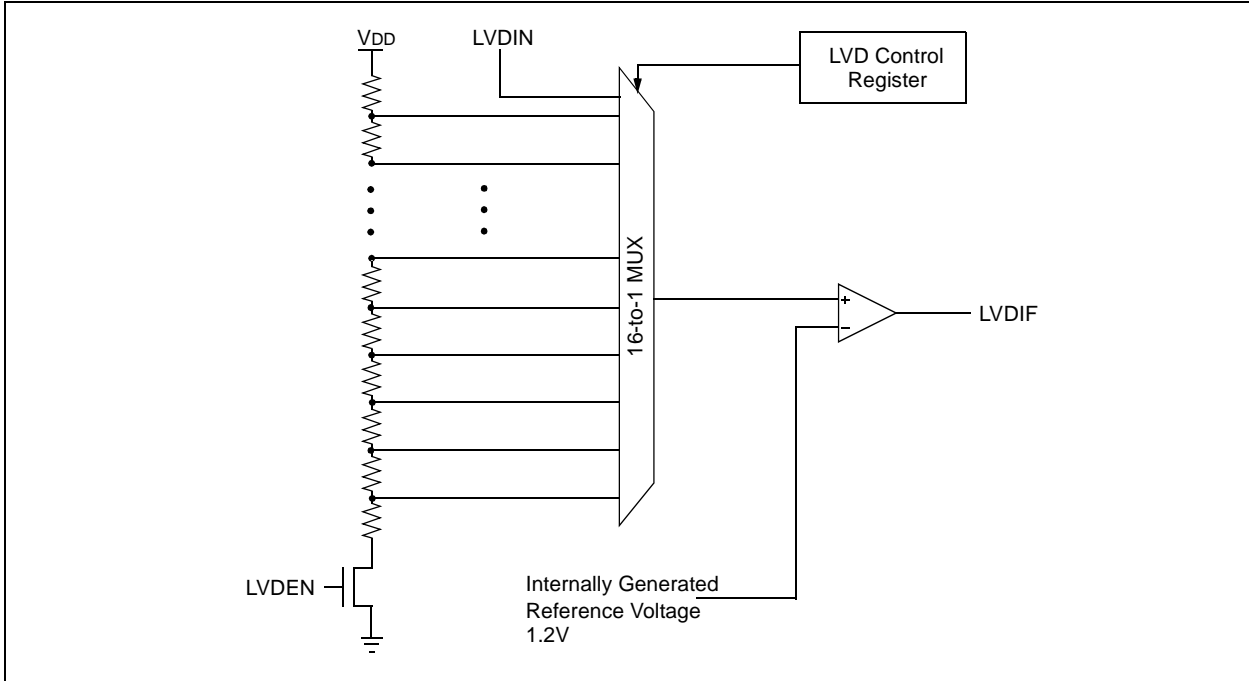 VDD
LVDIN
LVD Control
Register
16-to-1 MUX
+
−
LVDIF
LVDEN
Internally Generated
Reference Voltage
1.2V